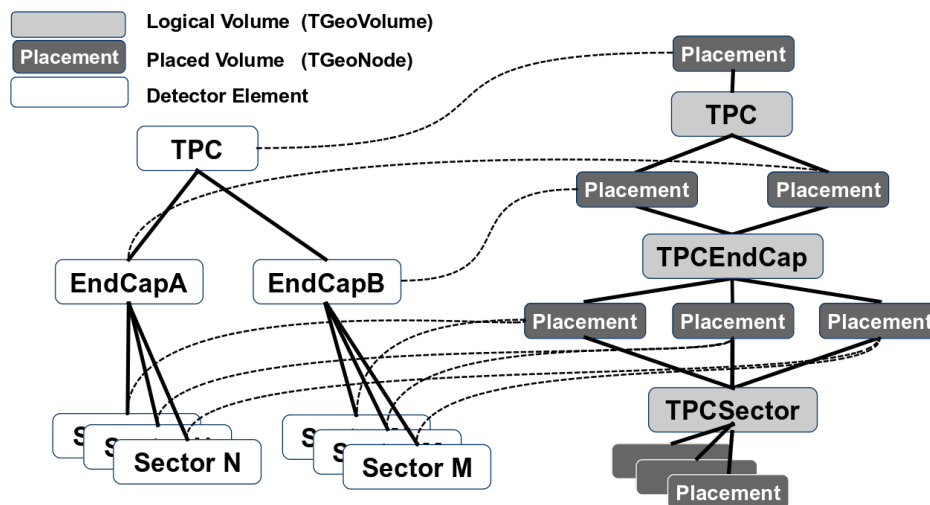 Logical Volume (TGeoVolume)
Placement
Placed Volume (TGeoNode)
Detector Element
Placement
TPC
TPC
Placement
Placement
TPCEndCap
EndCapA
EndCapB
Placement
Placement
Placement
TPCSector
S
S
Sector N
S
S
Sector M
Placement